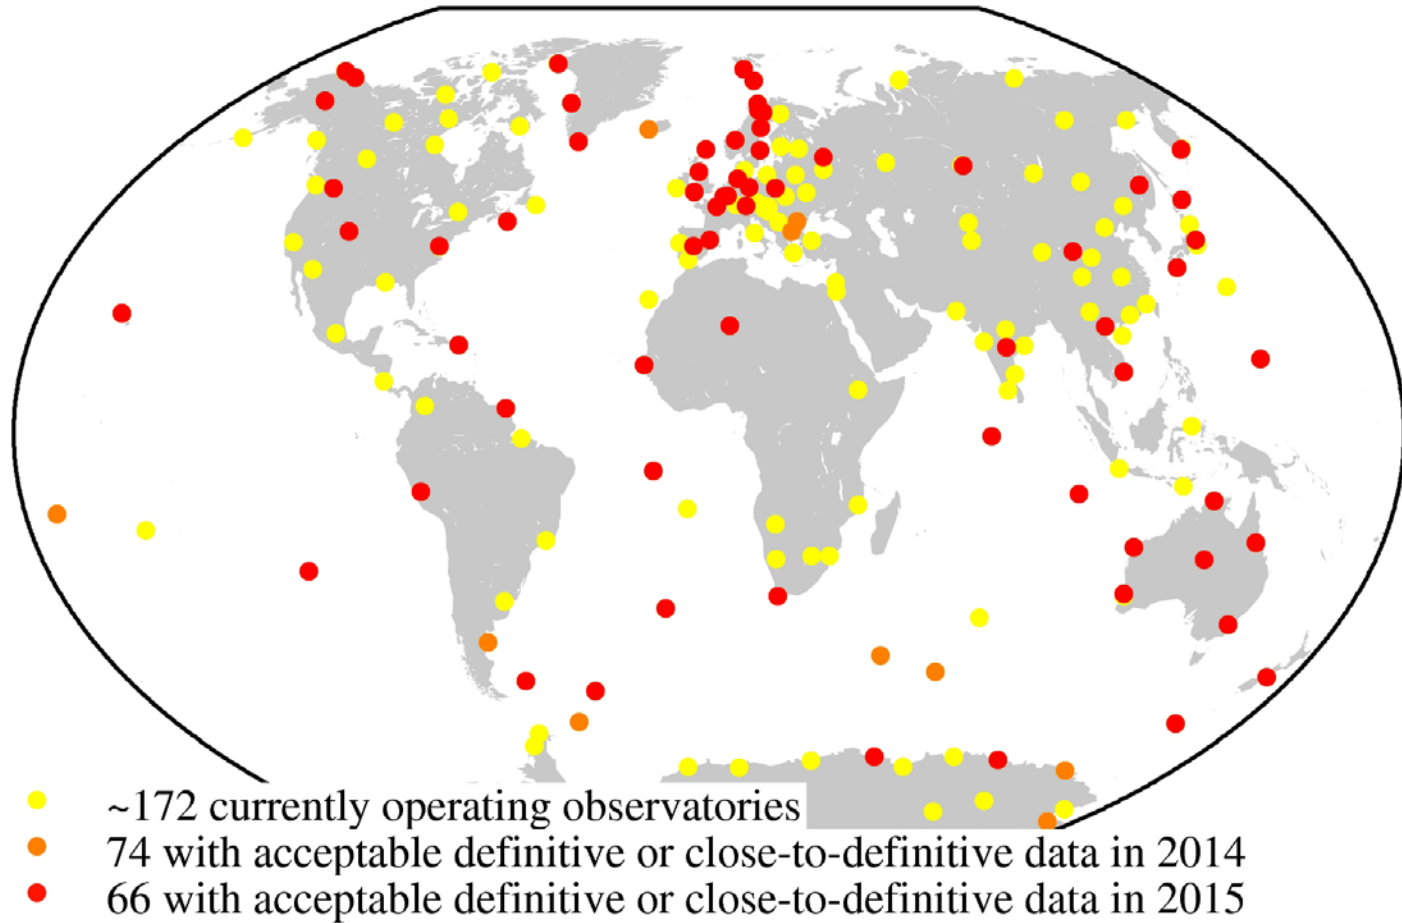 ~172 currently operating observatories
74 with acceptable definitive or close-to-definitive data in 2014
66 with acceptable definitive or close-to-definitive data in 2015